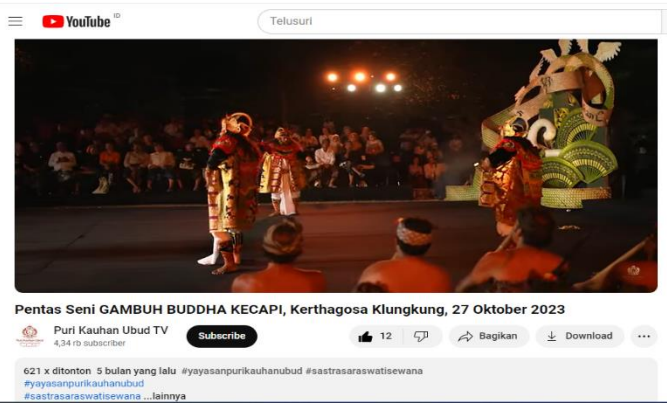 YouTube ID
Telusuri
Pentas Seni GAMBUH BUDDHA KECAPI, Kerthagosa Klungkung, 27 Oktober 2023
Puri Kauhan Ubud TV
4,34 rb subscriber
Subscribe
12
Bagikan
Download
621 x ditonton 5 bulan yang lalu #yayasanpurikauhanubud #sastrasaraswatisewana
#yayasanpurikauhanubud
#sastrasaraswatisewana ...lainnya